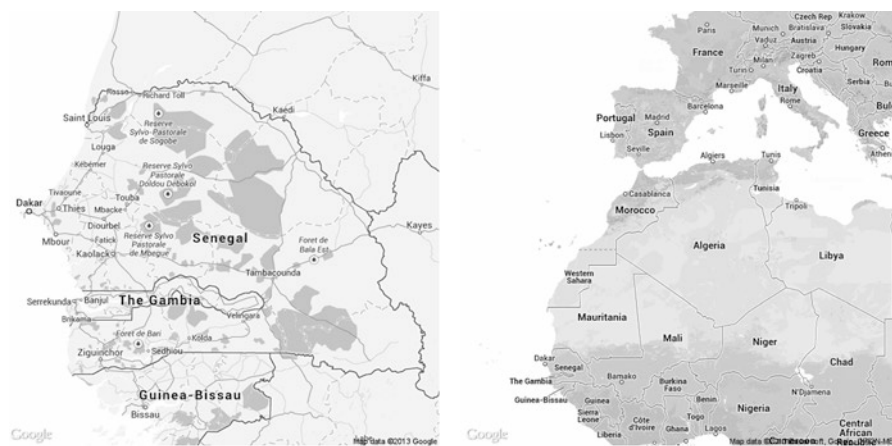 Kiffa
Rosso
Richard Toll
Kaedi
Saint Louis
Reserve
Sylvo-Pastorale
de Sogobe
Louga
Kébémer
Reserve Sylvo
Pastorale
Doldou Debokol
Tivaoune
Dakar
Thies
Touba
Mbacke
Diourbel
Mbour
Fatick
Reserve Sylvo
Pastorale
de Mbegue
Kaolack
Senegal
Kayes
Foret de
Bala Est
Tambacounda
Serrekunda
Banjul
The Gambia
Brikama
Velingara
Foret de Bari
Kolda
Ziguinchor
Sedhiou
Guinea-Bissau
Bissau
Google
Map data ©2013 Google
Paris
Munich
Czech Rep
Krakow
Bratislava
Slovakia
Vaduz
Austria
France
Hungary
Milan
Zagreb
Turin
Croatia
Marseille
Serbia
Italy
Portugal
Barcelona
Rome
Madrid
Lisbon
Spain
Greece
Seville
Algiers
Tunis
Casablanca
Tunisia
Morocco
Tripoli
Algeria
Libya
Western
Sahara
Mauritania
Mali
Niger
Chad
Dakar
Senegal
The Gambia
Bamako
Burkina
Faso
N'Djamena
Guinea-Bissau
Guinea
Benin
Sierra
Leone
Côte
d'Ivoire
Togo
Ghana
Nigeria
Lagos
Liberia
Central
African
Cameroon
Google